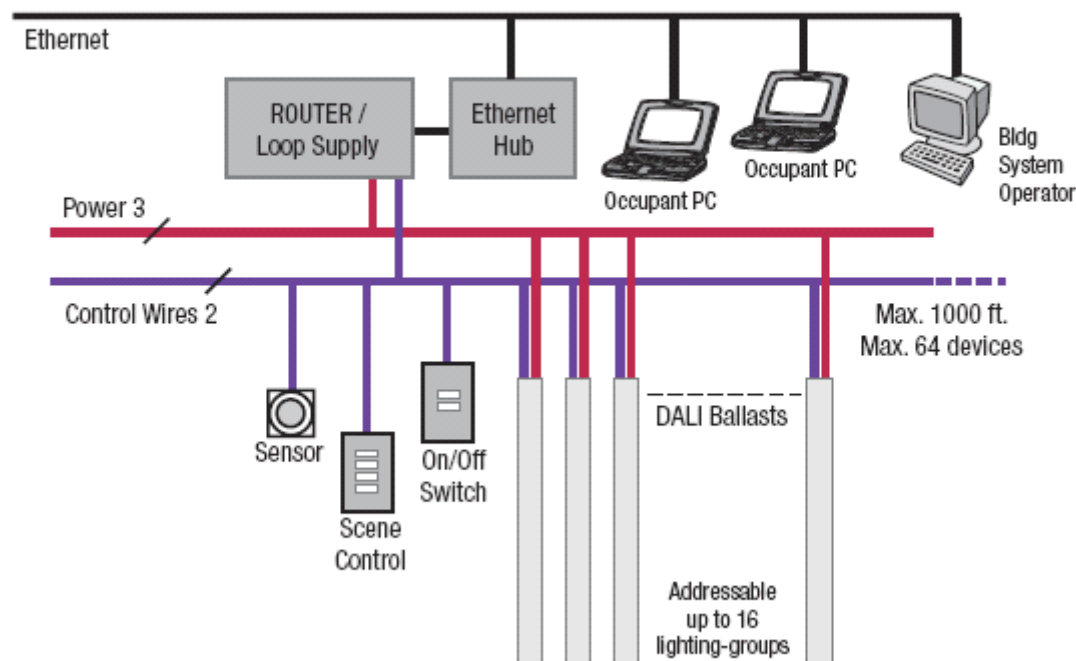 Ethernet
ROUTER /
Loop Supply
Ethernet
Hub
Occupant PC
Occupant PC
Bldg
System
Operator
Power 3
Control Wires 2
Max. 1000 ft.
Max. 64 devices
Sensor
Scene
Control
On/Off
Switch
DALI Ballasts
Addressable
up to 16
lighting-groups